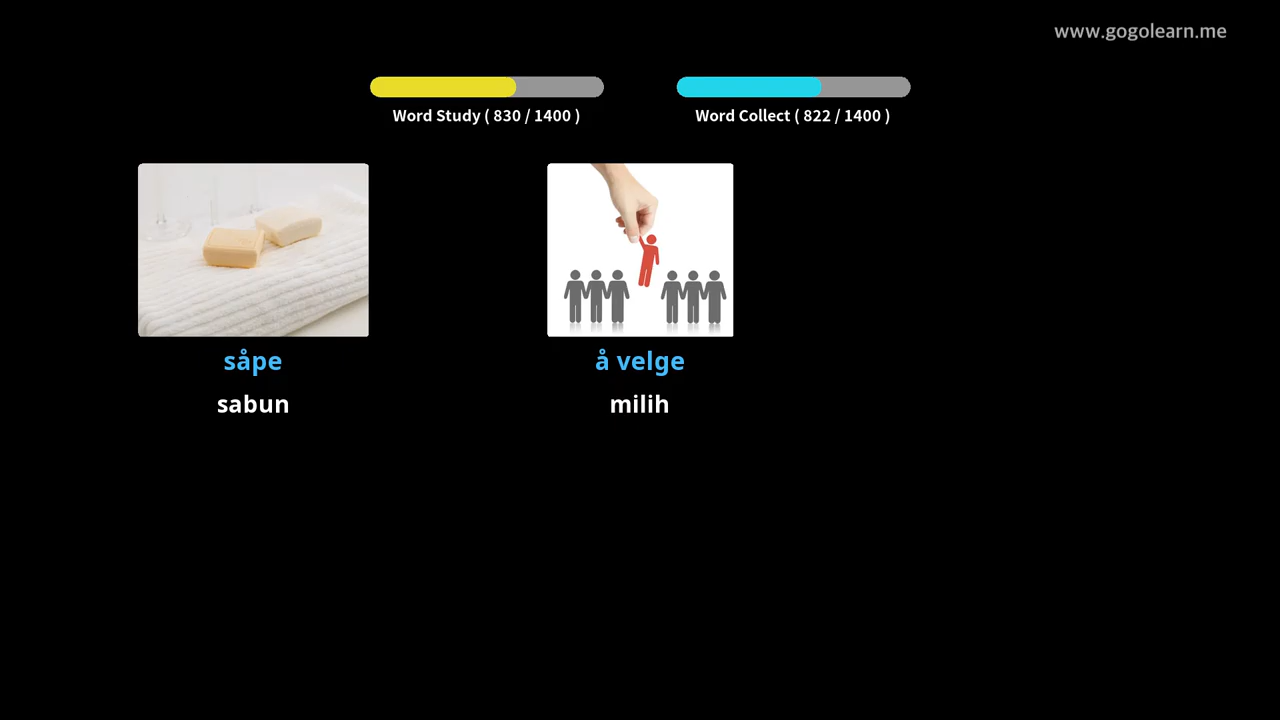 www.gogolearn.me
Word Study ( 830 / 1400 )
Word Collect ( 822 / 1400 )
såpe
å velge
sabun
milih